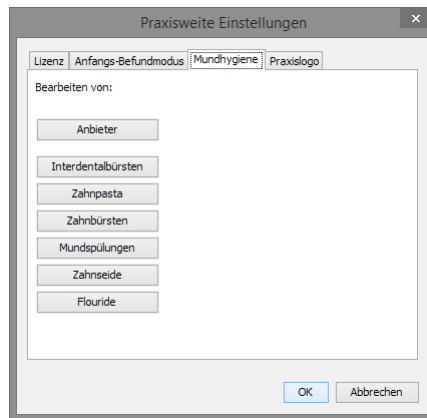 Praxisweite Einstellungen
Lizenz Anfangs-Befundmodus Mundhygiene Praxislogo
Bearbeiten von:
Anbieter
Interdentalbürsten
Zahnpasta
Zahnbürsten
Mundspülungen
Zahnseide
Flouride
OK Abbrechen